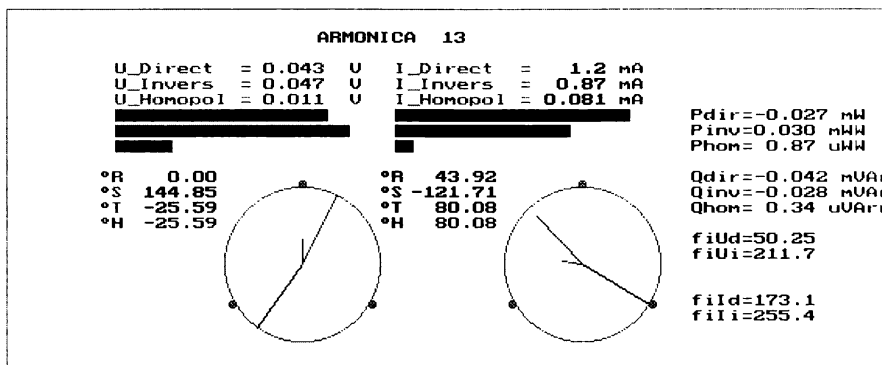 ARMONICA 13
U_Direct = 0.043 V I_Direct = 1.2 mA
U_Invers = 0.047 V I_Invers = 0.87 mA
U_Homopol = 0.011 V I_Homopol = 0.081 mA
Pdir=-0.027 mW
Pinv=0.030 mWW
Phom= 0.87 uWW
°R 0.00 °R 43.92
°S 144.85 °S -121.71
°T -25.59 °T 80.08
°H -25.59 °H 80.08
Qdir=-0.042 mVAr
Qinv=-0.028 mVAr
Qhom= 0.34 uVArr
fiUd=50.25
fiUi=211.7
fiId=173.1
fiIi=255.4